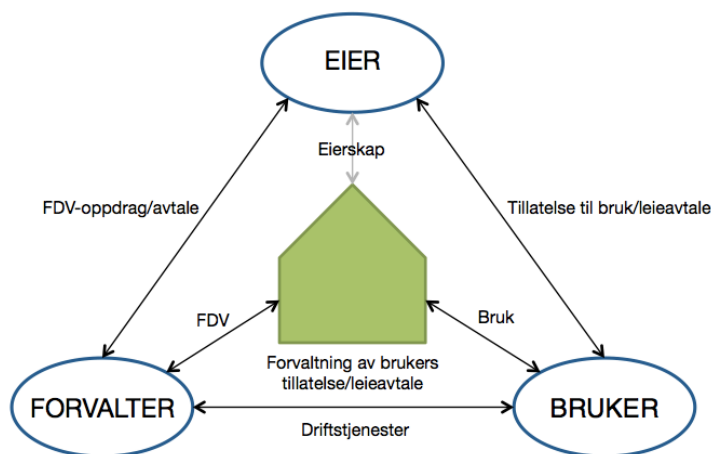 EIER
Eierskap
FDV-oppdrag/avtale
Tillatelse til bruk/leieavtale
FDV
Bruk
Forvaltning av brukers
tillatelse/leieavtale
FORVALTER
BRUKER
Driftstjenester